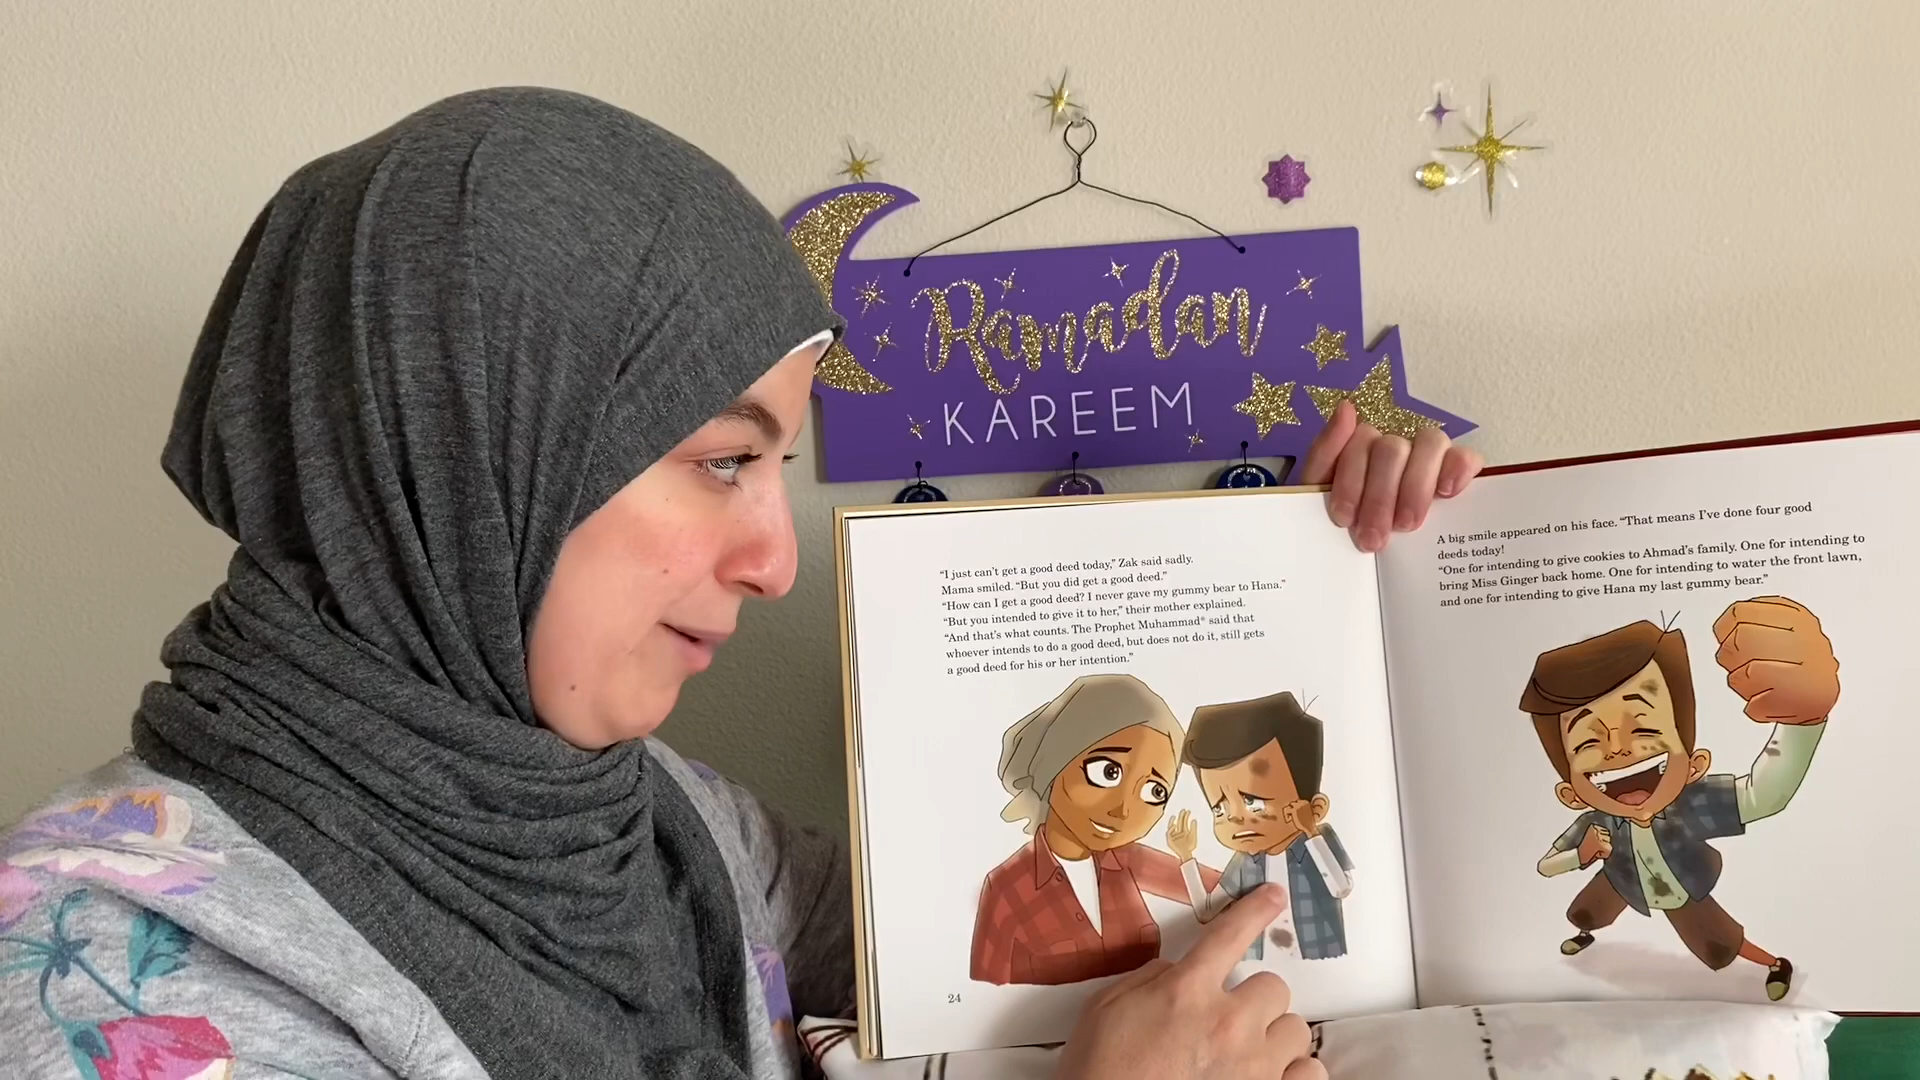 Ramadan
KAREEM
"I just can't get a good deed today," Zak said sadly.
Mama smiled. "But you did get a good deed."
"How can I get a good deed? I never gave my gummy bear to Hana."
"But you intended to give it to her," their mother explained.
"And that's what counts. The Prophet Muhammad* said that
whoever intends to do a good deed, but does not do it, still gets
a good deed for his or her intention."
24
A big smile appeared on his face. "That means I've done four good
deeds today!
"One for intending to give cookies to Ahmad's family. One for intending to
bring Miss Ginger back home. One for intending to water the front lawn,
and one for intending to give Hana my last gummy bear."